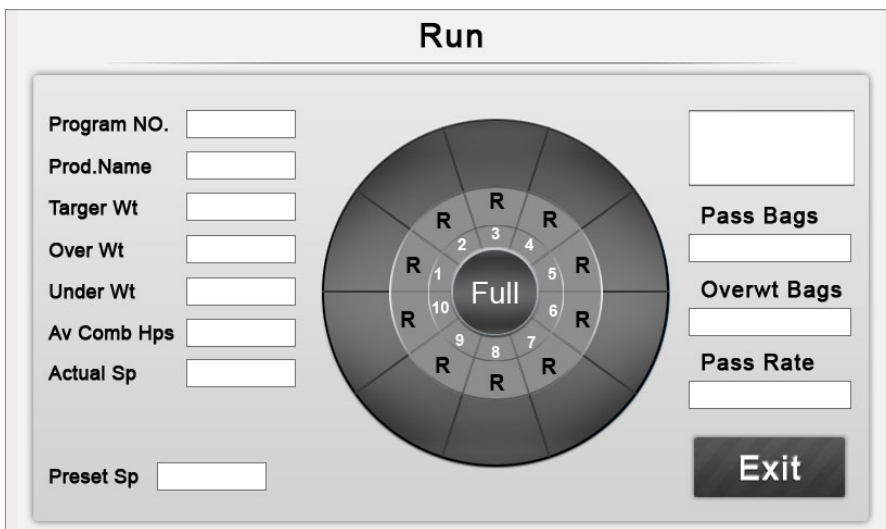 Run
Program NO.
Prod.Name
Targer Wt
Over Wt
Under Wt
Av Comb Hps
Actual Sp
Preset Sp
R
R
R
R
R
R
R
R
R
R
1
2
3
4
5
6
7
8
9
10
Full
Pass Bags
Overwt Bags
Pass Rate
Exit